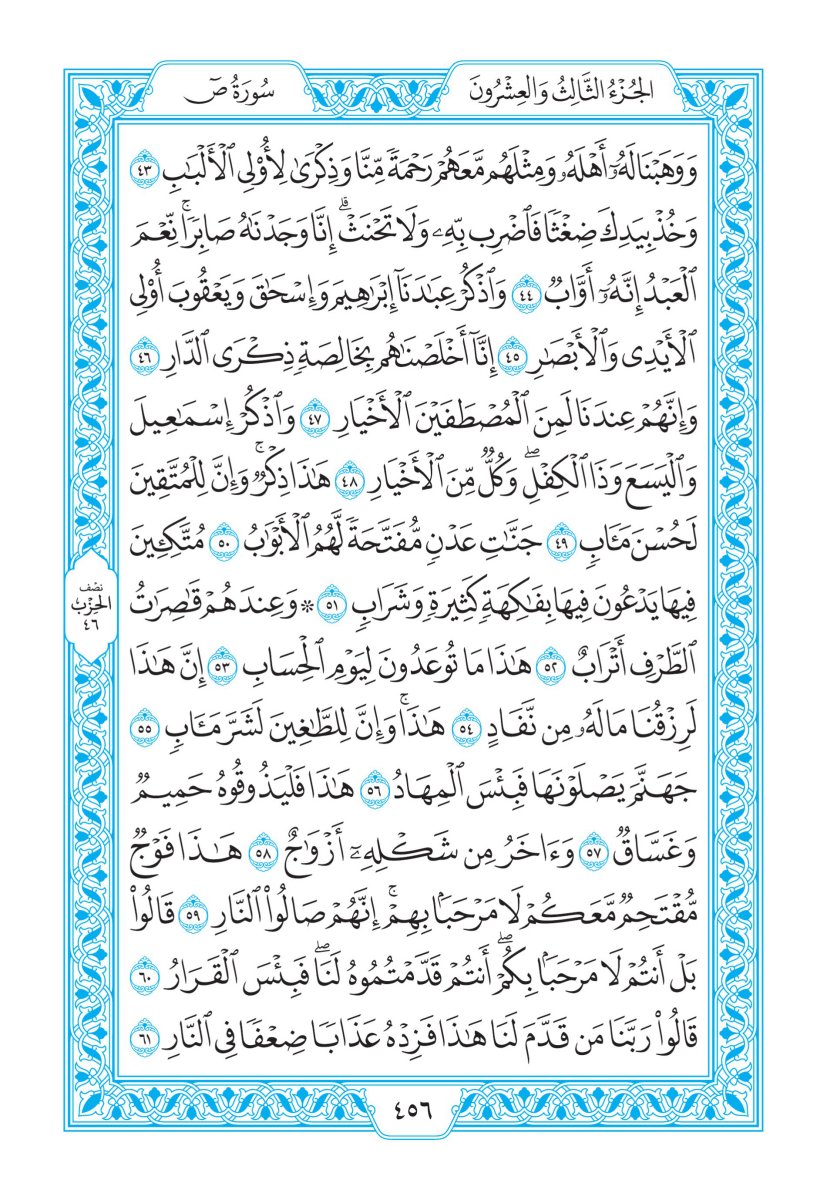 الجُزْءُ الثَّالِثُ وَالعِشْرُونَ
سُورَةُ صٓ
وَوَهَبْنَا لَهُۥٓ أَهْلَهُۥ وَمِثْلَهُم مَّعَهُمْ رَحْمَةٗ مِّنَّا وَذِكْرَىٰ لِأُوْلِي ٱلْأَلْبَٰبِ ٤٣
وَخُذْ بِيَدِكَ ضِغْثٗا فَٱضْرِب بِّهِۦ وَلَا تَحْنَثْۗ إِنَّا وَجَدْنَٰهُ صَابِرٗاۚ نِّعْمَ
ٱلْعَبْدُ إِنَّهُۥٓ أَوَّابٞ ٤٤ وَٱذْكُرْ عِبَٰدَنَآ إِبْرَٰهِيمَ وَإِسْحَٰقَ وَيَعْقُوبَ أُوْلِي
ٱلْأَيْدِي وَٱلْأَبْصَٰرِ ٤٥ إِنَّآ أَخْلَصْنَٰهُم بِخَالِصَةٖ ذِكْرَى ٱلدَّارِ ٤٦
وَإِنَّهُمْ عِندَنَا لَمِنَ ٱلْمُصْطَفَيْنَ ٱلْأَخْيَارِ ٤٧ وَٱذْكُرْ إِسْمَٰعِيلَ
وَٱلْيَسَعَ وَذَا ٱلْكِفْلِۖ وَكُلّٞ مِّنَ ٱلْأَخْيَارِ ٤٨ هَٰذَا ذِكْرٞۚ وَإِنَّ لِلْمُتَّقِينَ
لَحُسْنَ مَـَٔابٖ ٤٩ جَنَّٰتِ عَدْنٖ مُّفَتَّحَةٗ لَّهُمُ ٱلْأَبْوَٰبُ ٥٠ مُتَّكِـِٔينَ
فِيهَا يَدْعُونَ فِيهَا بِفَٰكِهَةٖ كَثِيرَةٖ وَشَرَابٖ ٥١ ۞ وَعِندَهُمْ قَٰصِرَٰتُ
ٱلطَّرْفِ أَتْرَابٌ ٥٢ هَٰذَا مَا تُوعَدُونَ لِيَوْمِ ٱلْحِسَابِ ٥٣ إِنَّ هَٰذَا
لَرِزْقُنَا مَا لَهُۥ مِن نَّفَادٍ ٥٤ هَٰذَاۚ وَإِنَّ لِلطَّٰغِينَ لَشَرَّ مَـَٔابٖ ٥٥
جَهَنَّمَ يَصْلَوْنَهَا فَبِئْسَ ٱلْمِهَادُ ٥٦ هَٰذَا فَلْيَذُوقُوهُ حَمِيمٞ
وَغَسَّاقٞ ٥٧ وَءَاخَرُ مِن شَكْلِهِۦٓ أَزْوَٰجٌ ٥٨ هَٰذَا فَوْجٞ
مُّقْتَحِمٞ مَّعَكُمْ لَا مَرْحَبَۢا بِهِمْۚ إِنَّهُمْ صَالُواْ ٱلنَّارِ ٥٩ قَالُواْ
بَلْ أَنتُمْ لَا مَرْحَبَۢا بِكُمْۖ أَنتُمْ قَدَّمْتُمُوهُ لَنَاۖ فَبِئْسَ ٱلْقَرَارُ ٦٠
قَالُواْ رَبَّنَا مَن قَدَّمَ لَنَا هَٰذَا فَزِدْهُ عَذَابٗا ضِعْفٗا فِي ٱلنَّارِ ٦١
نِصْف
الحِزْب
٤٦
٤٥٦